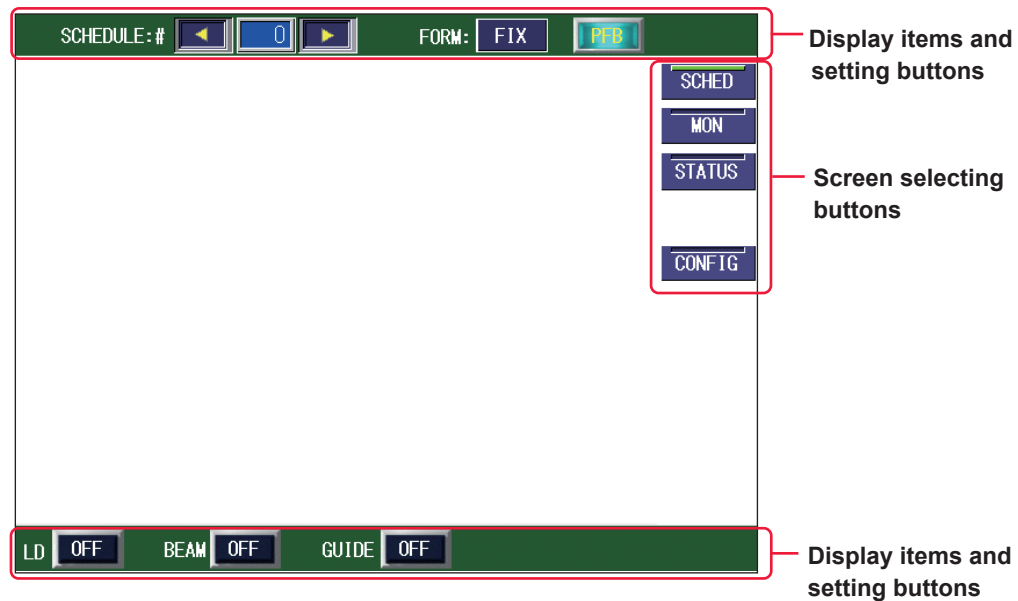 SCHEDULE:# 0 FORM: FIX PFB
Display items and
setting buttons
SCHED
MON
STATUS
CONFIG
Screen selecting
buttons
LD OFF BEAM OFF GUIDE OFF
Display items and
setting buttons